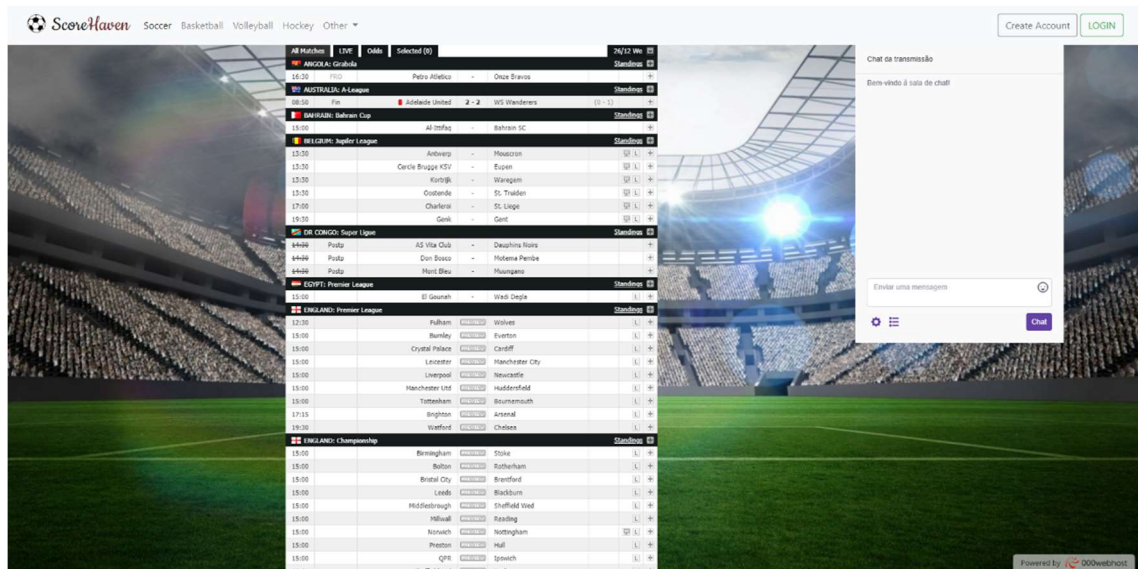 ScoreHaven Soccer Basketball Volleyball Hockey Other Create Account LOGIN
All Matches LIVE Odds Selected (0) 26/12 We
ANGOLA: Girabola Standings
16:30 FRO Petro Atletico - Onze Bravos
AUSTRALIA: A-League Standings
08:50 Fin Adelaide United 2 - 2 WS Wanderers (0 - 1)
BAHRAIN: Bahrain Cup Standings
15:00 Al-Ittifaq - Bahrain SC
BELGIUM: Jupiler League Standings
13:30 Antwerp - Mouscron L
13:30 Cercle Brugge KSV - Eupen L
13:30 Kortrijk - Waregem L
13:30 Oostende - St. Truiden L
17:00 Charleroi - St. Liege L
19:30 Genk - Gent L
DR CONGO: Super Ligue Standings
14:30 Postp AS Vita Club - Dauphins Noirs
14:30 Postp Don Bosco - Motema Pembe
14:30 Postp Mont Bleu - Muungano
EGYPT: Premier League Standings
15:00 El Gounah - Wadi Degla L
ENGLAND: Premier League Standings
12:30 Fulham Wolves L
15:00 Burnley Everton L
15:00 Crystal Palace Cardiff L
15:00 Leicester Manchester City L
15:00 Liverpool Newcastle L
15:00 Manchester Utd Huddersfield L
15:00 Tottenham Bournemouth L
17:15 Brighton Arsenal L
19:30 Watford Chelsea L
ENGLAND: Championship Standings
15:00 Birmingham Stoke L
15:00 Bolton Rotherham L
15:00 Bristol City Brentford L
15:00 Leeds Blackburn L
15:00 Middlesbrough Sheffield Wed L
15:00 Millwall Reading L
15:00 Norwich Nottingham L
15:00 Preston Hull L
15:00 QPR Ipswich L
Chat da transmissão
Bem-vindo à sala de chat!
Enviar uma mensagem
Chat
Powered by 000webhost